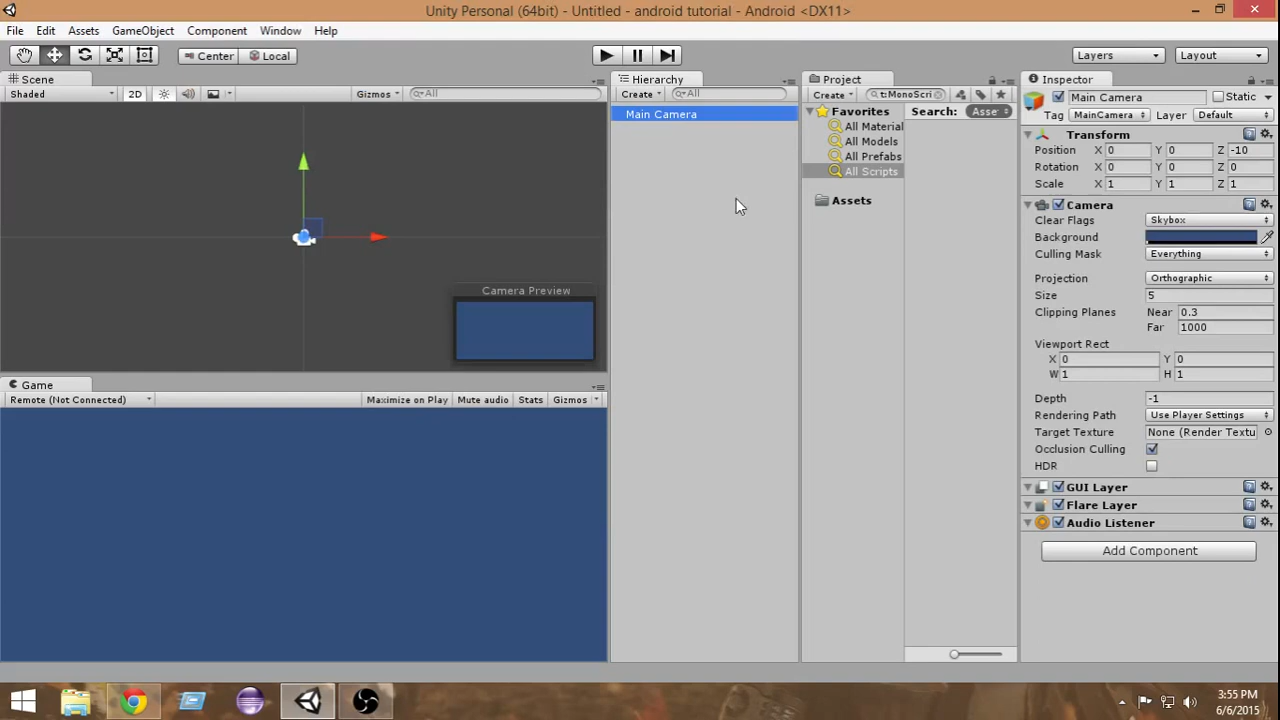 Unity Personal (64bit) - Untitled - android tutorial - Android <DX11>
File Edit Assets GameObject Component Window Help
Center Local Layers Layout
Scene
Shaded 2D Gizmos All
Camera Preview
Game
Remote (Not Connected) Maximize on Play Mute audio Stats Gizmos
Hierarchy
Create All
Main Camera
Project
Create t:MonoScri
Favorites
All Material
All Models
All Prefabs
All Scripts
Assets
Search: Asse
Inspector
Main Camera Static
Tag MainCamera Layer Default
Transform
Position X 0 Y 0 Z -10
Rotation X 0 Y 0 Z 0
Scale X 1 Y 1 Z 1
Camera
Clear Flags Skybox
Background
Culling Mask Everything
Projection Orthographic
Size 5
Clipping Planes Near 0.3
Far 1000
Viewport Rect
X 0 Y 0
W 1 H 1
Depth -1
Rendering Path Use Player Settings
Target Texture None (Render Textu
Occlusion Culling
HDR
GUI Layer
Flare Layer
Audio Listener
Add Component
3:55 PM
6/6/2015